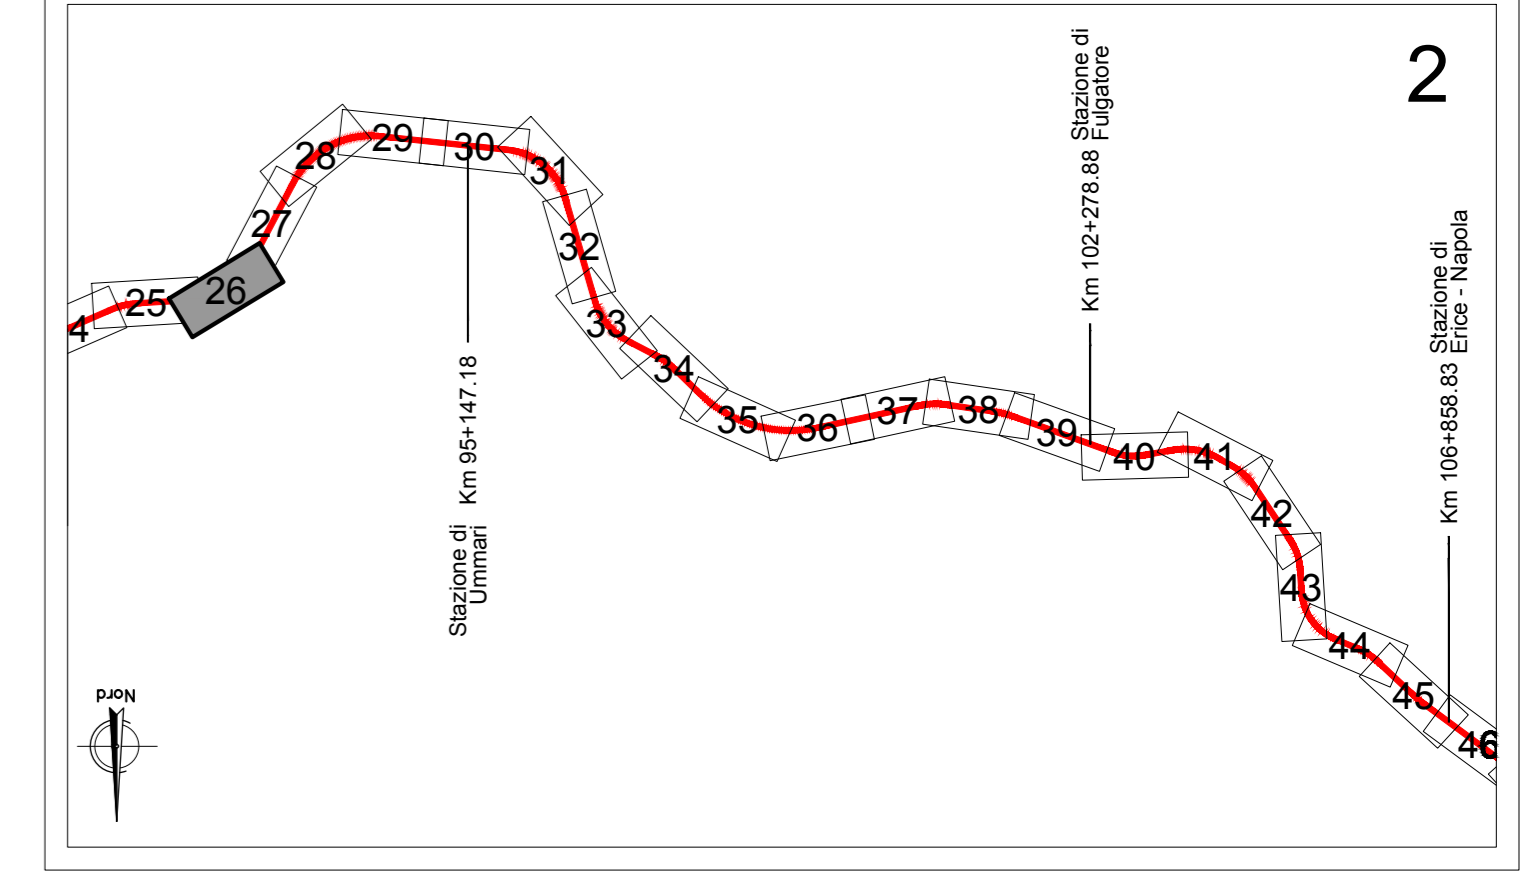 2
4
25
26
27
28
29
30
31
32
33
34
35
36
37
38
39
40
41
42
43
44
45
46
Stazione di
Ummari
Km 95+147.18
Km 102+278.88
Stazione di
Fulgatore
Km 106+858.83
Stazione di
Erice - Napola
Nord